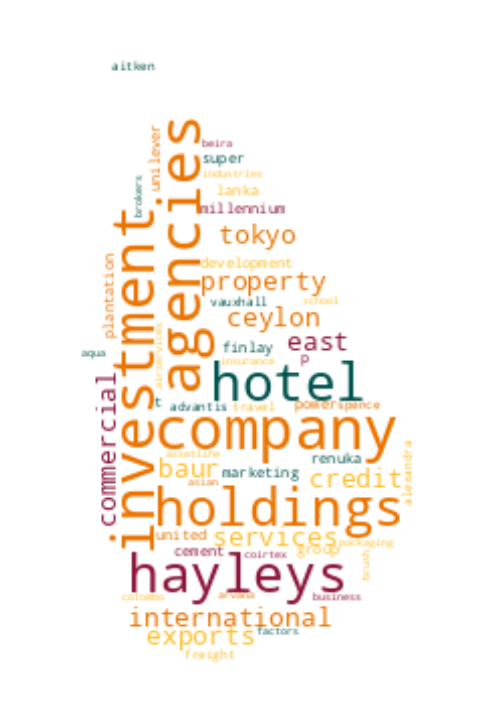 aitken
agencies
unilever
beira
super
industries
brokers
lanka
millennium
investment
tokyo
plantation
development
property
vauxhall
school
ceylon
airservices
east
finlay
aqua
p
insurance
hotel
commercial
t
advantis
travel
power
spence
company
alexandra
assetline
renuka
baur
marketing
credit
asian
holdings
united
services
packaging
group
cement
coirtex
brush
hayleys
colombo
arvana
business
international
exports
factors
freight